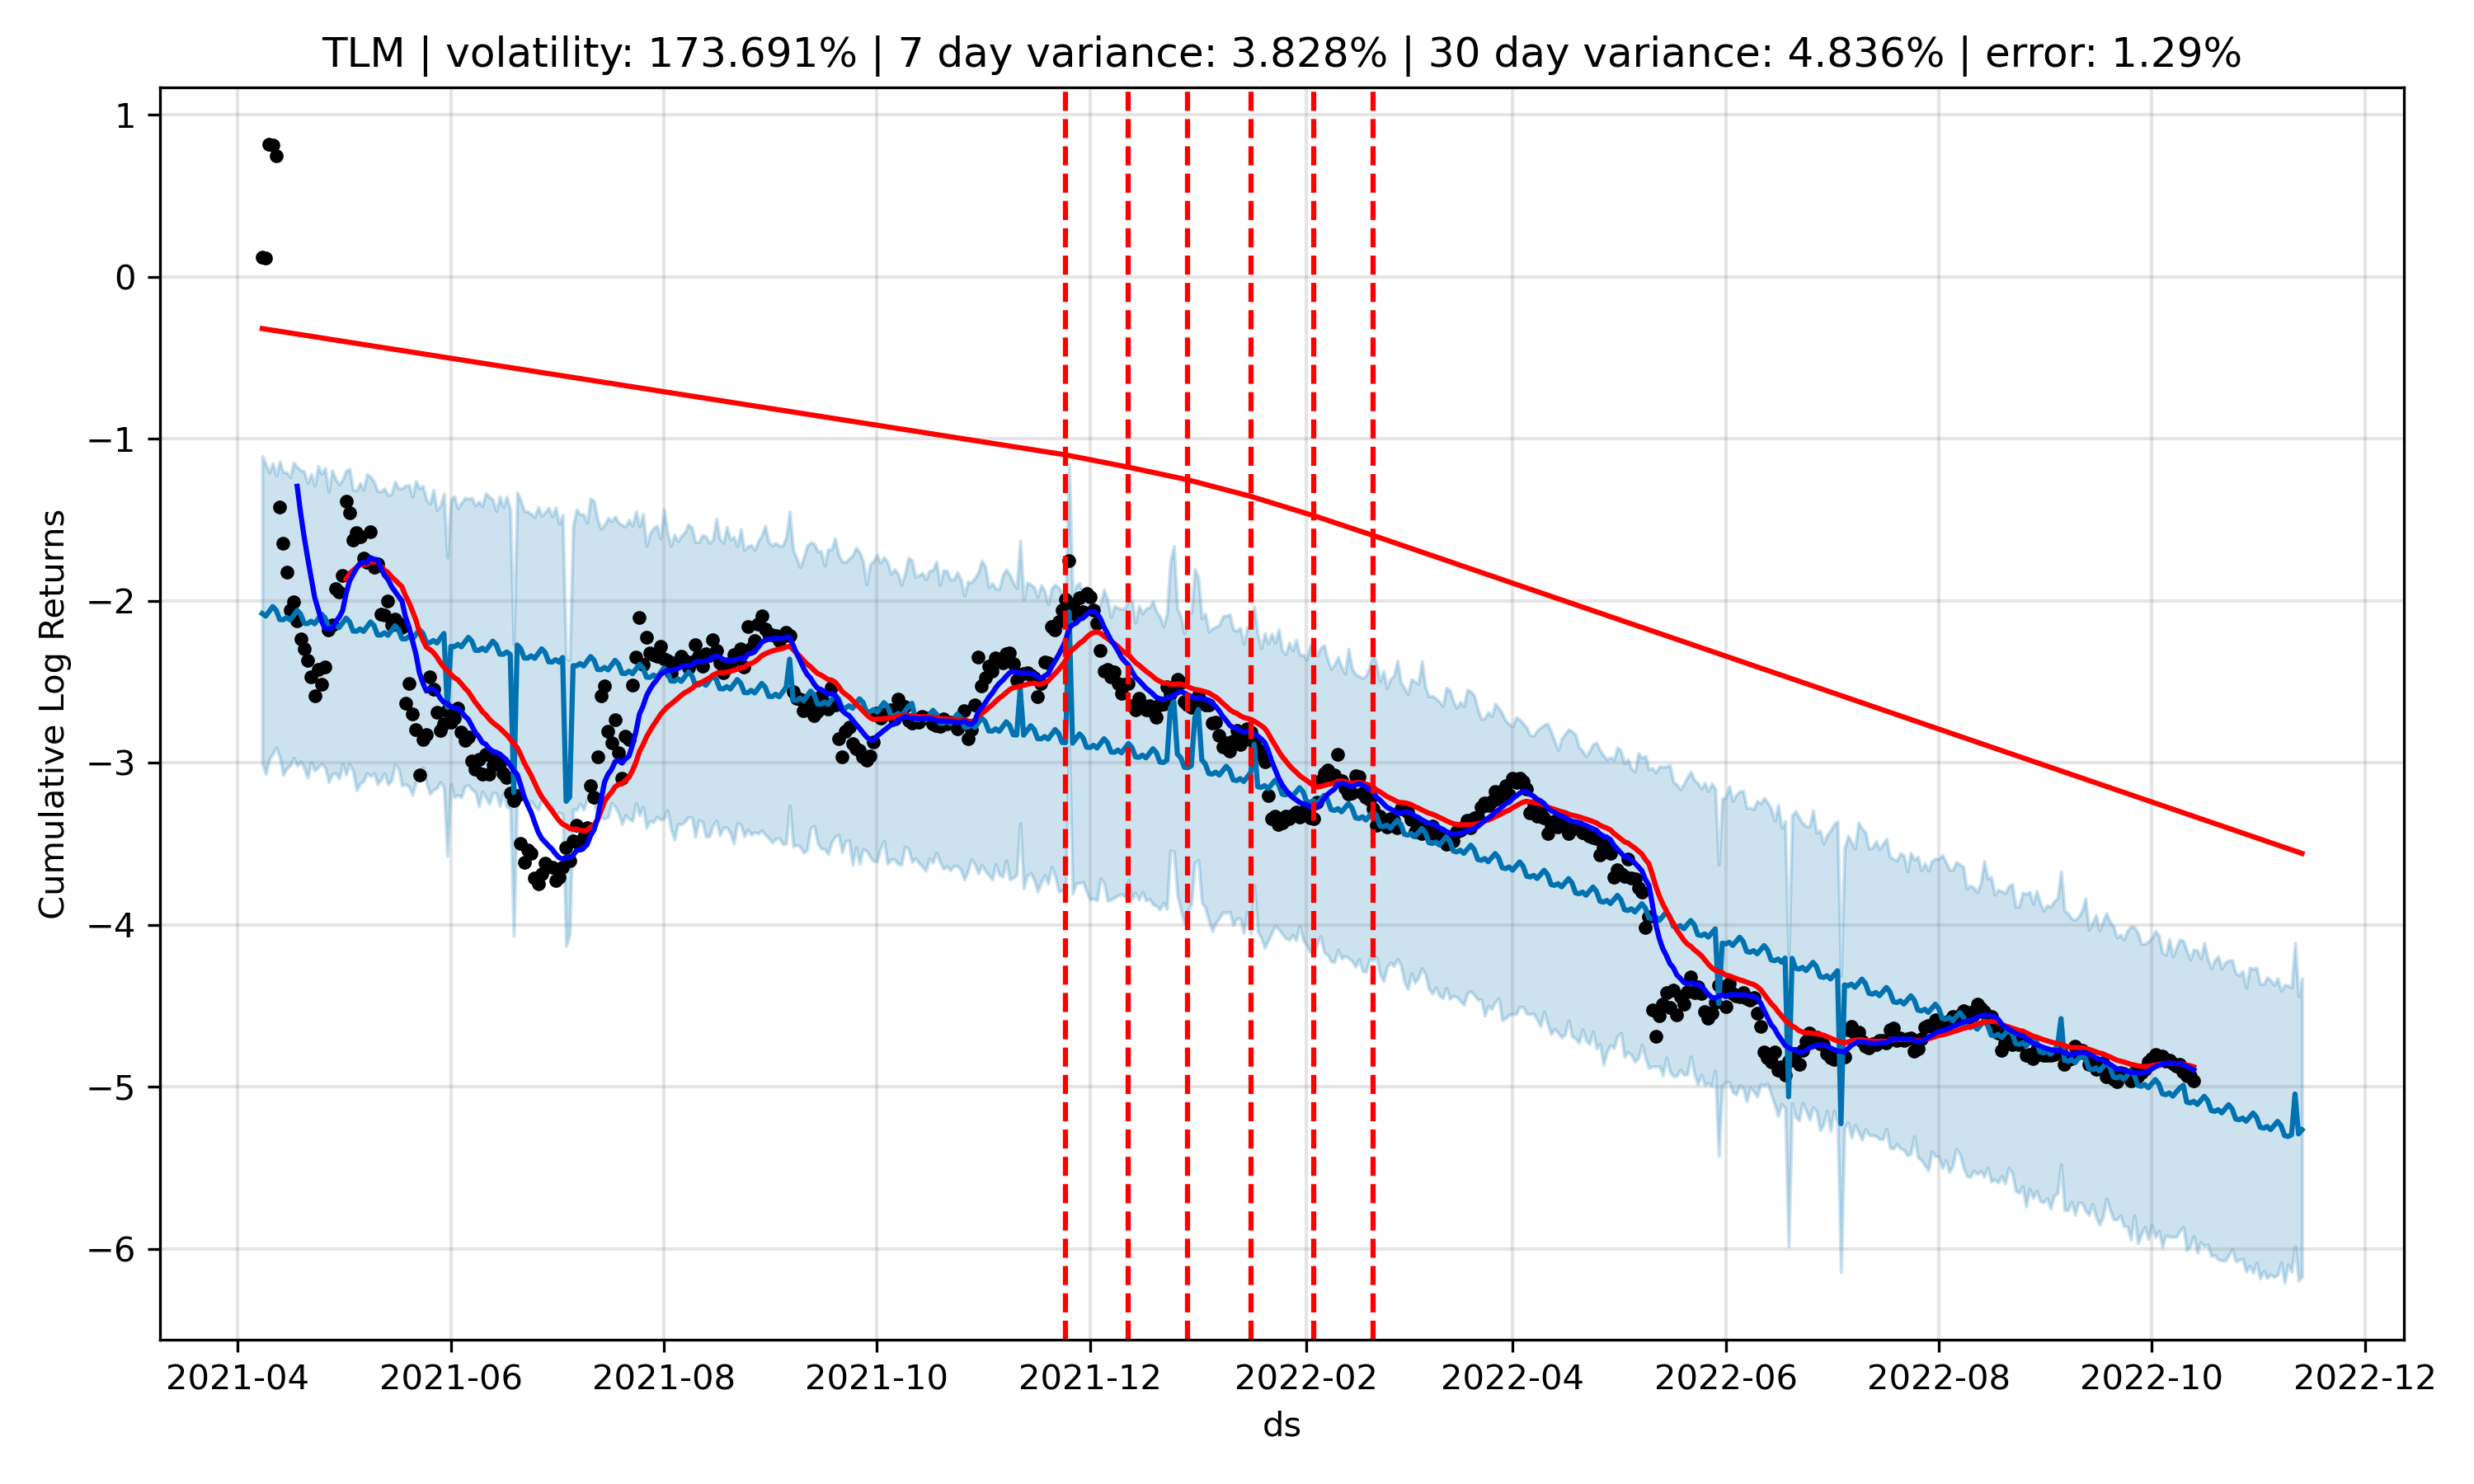 TLM | volatility: 173.691% | 7 day variance: 3.828% | 30 day variance: 4.836% | error: 1.29%
Cumulative Log Returns
1
0
−1
−2
−3
−4
−5
−6
2021-04 2021-06 2021-08 2021-10 2021-12 2022-02 2022-04 2022-06 2022-08 2022-10 2022-12
ds